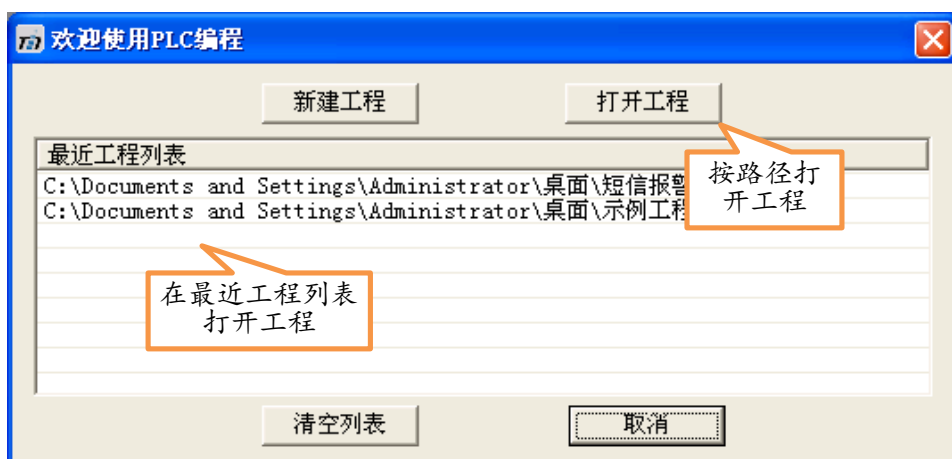 欢迎使用PLC编程
新建工程
打开工程
最近工程列表
C:\Documents and Settings\Administrator\桌面\短信报警
C:\Documents and Settings\Administrator\桌面\示例工程
按路径打
开工程
在最近工程列表
打开工程
清空列表
取消